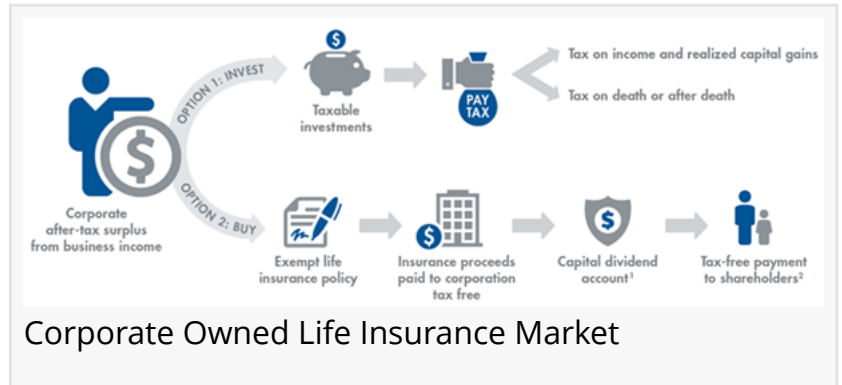 OPTION 1: INVEST
$
Taxable
investments
PAY
TAX
Tax on income and realized capital gains
Tax on death or after death
$
Corporate
after-tax surplus
from business income
OPTION 2: BUY
Exempt life
insurance policy
$
Insurance proceeds
paid to corporation
tax free
$
Capital dividend
account¹
Tax-free payment
to shareholders²
Corporate Owned Life Insurance Market